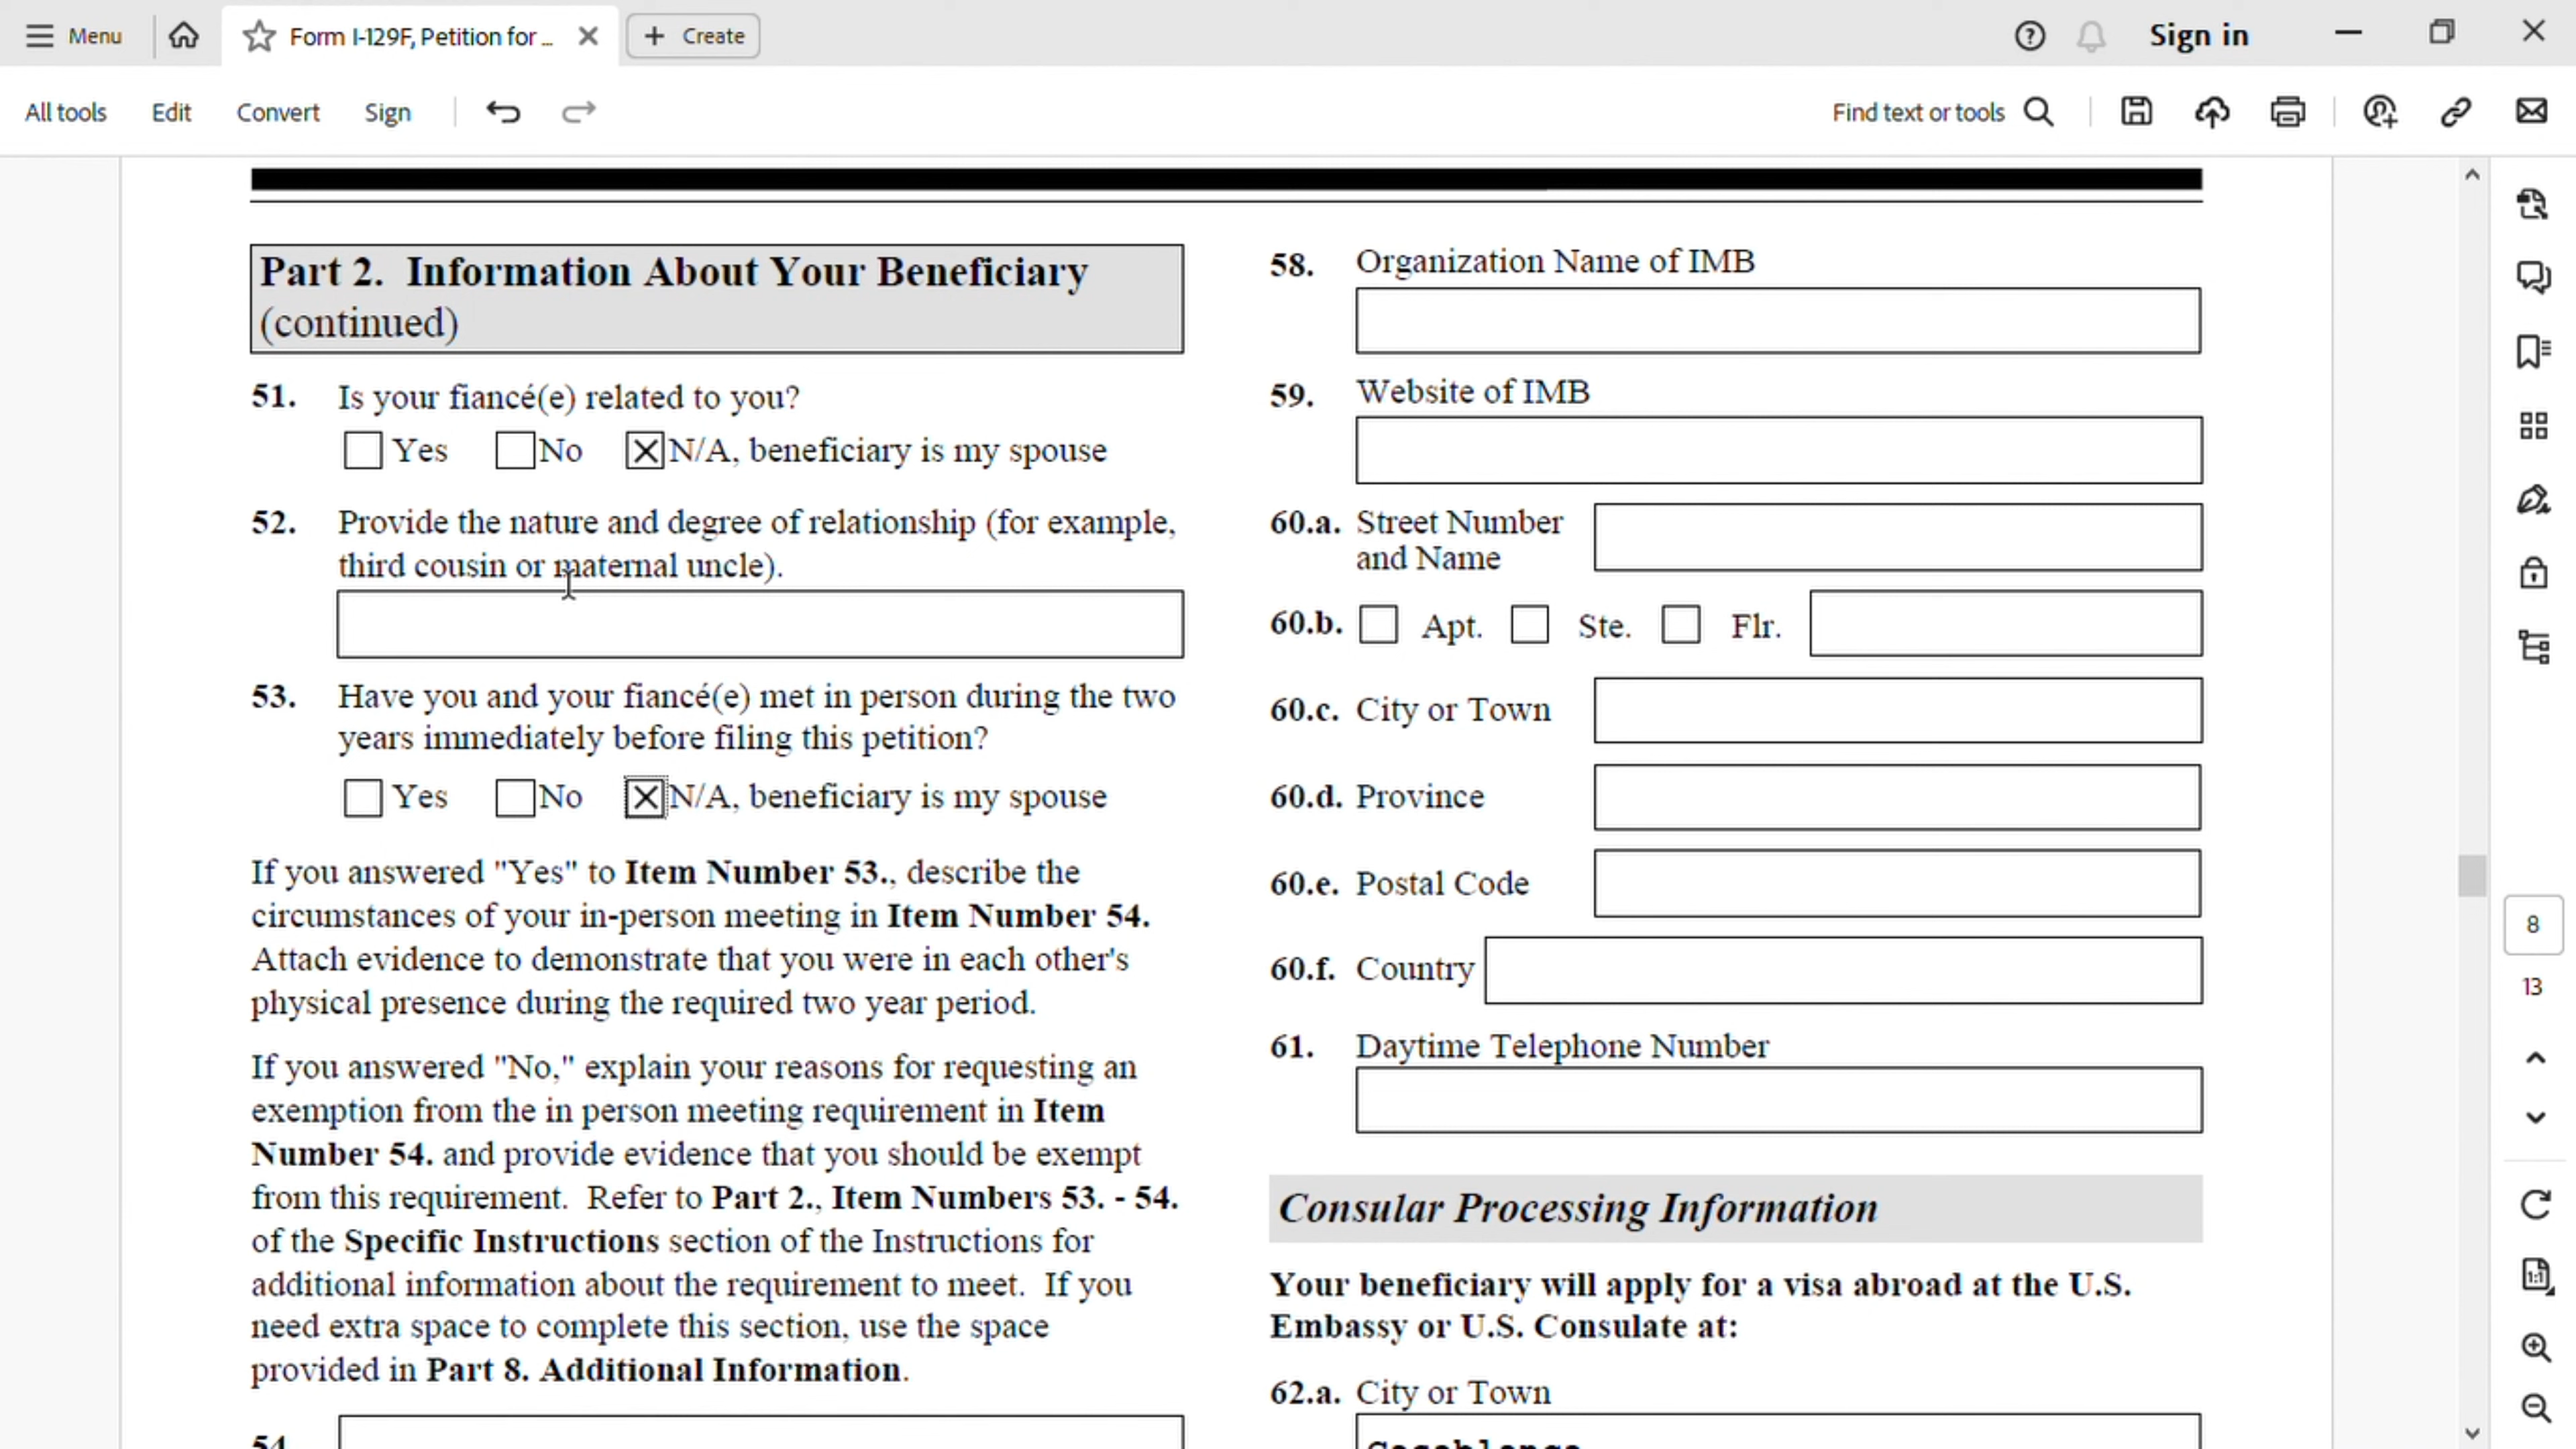 Menu
Form I-129F, Petition for ...
Create
Sign in
All tools
Edit
Convert
Sign
Find text or tools
Part 2. Information About Your Beneficiary
(continued)
51. Is your fiancé(e) related to you?
Yes No N/A, beneficiary is my spouse
52. Provide the nature and degree of relationship (for example,
third cousin or maternal uncle).
53. Have you and your fiancé(e) met in person during the two
years immediately before filing this petition?
Yes No N/A, beneficiary is my spouse
If you answered "Yes" to Item Number 53., describe the
circumstances of your in-person meeting in Item Number 54.
Attach evidence to demonstrate that you were in each other's
physical presence during the required two year period.
If you answered "No," explain your reasons for requesting an
exemption from the in person meeting requirement in Item
Number 54. and provide evidence that you should be exempt
from this requirement. Refer to Part 2., Item Numbers 53. - 54.
of the Specific Instructions section of the Instructions for
additional information about the requirement to meet. If you
need extra space to complete this section, use the space
provided in Part 8. Additional Information.
54.
58. Organization Name of IMB
59. Website of IMB
60.a. Street Number
and Name
60.b. Apt. Ste. Flr.
60.c. City or Town
60.d. Province
60.e. Postal Code
60.f. Country
61. Daytime Telephone Number
Consular Processing Information
Your beneficiary will apply for a visa abroad at the U.S.
Embassy or U.S. Consulate at:
62.a. City or Town
Casablanca
8
13
1:1